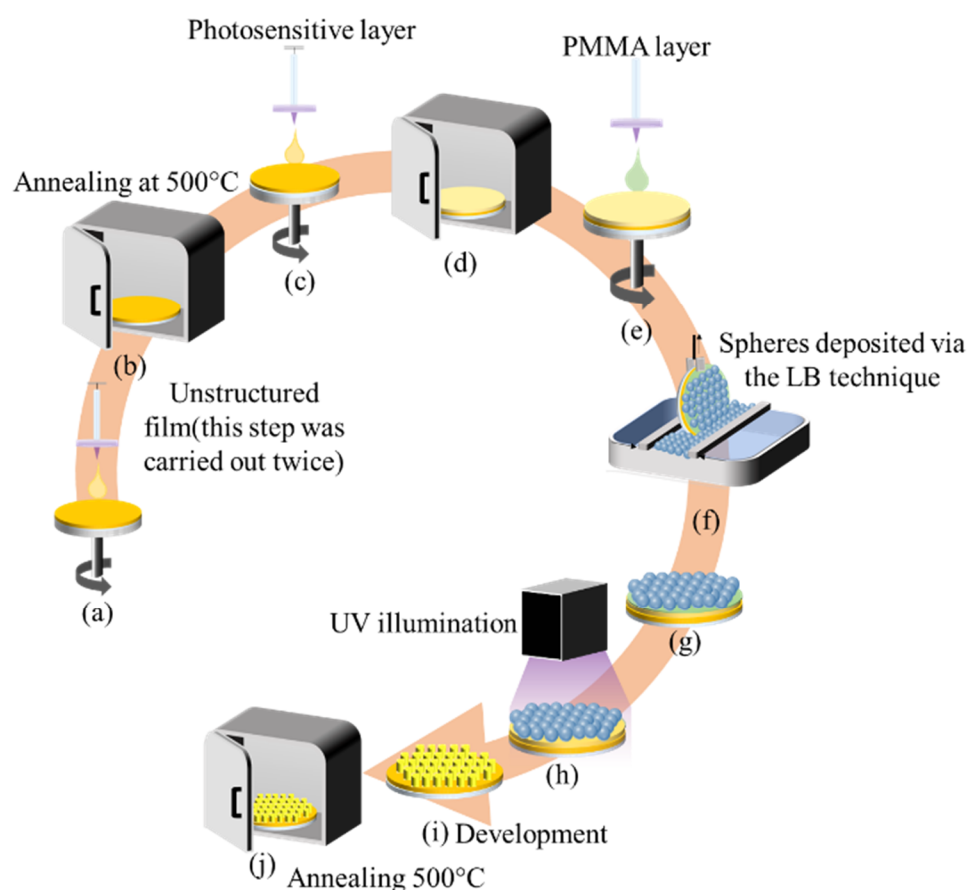 Photosensitive layer
PMMA layer
Annealing at 500°C
(c)
(d)
(e)
(b)
Spheres deposited via
the LB technique
Unstructured
film(this step was
carried out twice)
(a)
(f)
UV illumination
(g)
(h)
(i) Development
(j)
Annealing 500°C